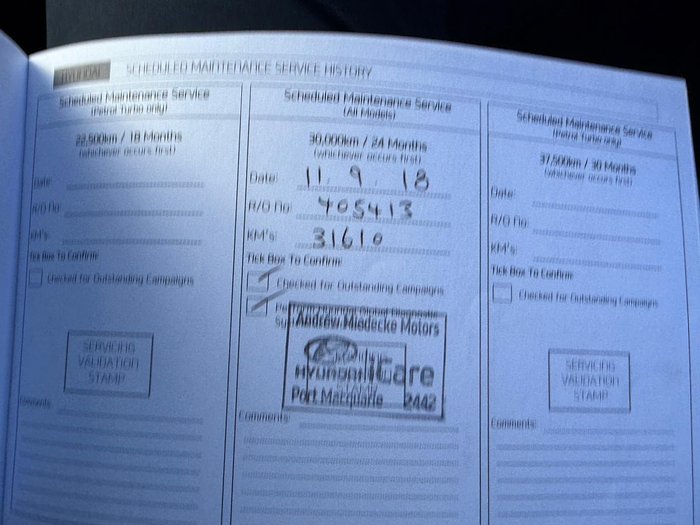 HYUNDAI SCHEDULED MAINTENANCE SERVICE HISTORY
Scheduled Maintenance Service
(Petrol Turbo only)
22,500km / 18 Months
(whichever occurs first)
Date:
R/O No:
KM's:
Tick Box To Confirm:
Checked for Outstanding Campaigns
SERVICING
VALIDATION
STAMP
Comments:
Scheduled Maintenance Service
(All Models)
30,000km / 24 Months
(whichever occurs first)
Date: 11 9 18
R/O No: 405413
KM's: 31610
Tick Box To Confirm:
Checked for Outstanding Campaigns
Andrew Miedecke Motors
HYUNDAI iCare
STAMP
Port Macquarie 2442
Comments:
Scheduled Maintenance Service
(Petrol Turbo only)
37,500km / 30 Months
(whichever occurs first)
Date:
R/O No:
KM's:
Tick Box To Confirm:
Checked for Outstanding Campaigns
SERVICING
VALIDATION
STAMP
Comments: